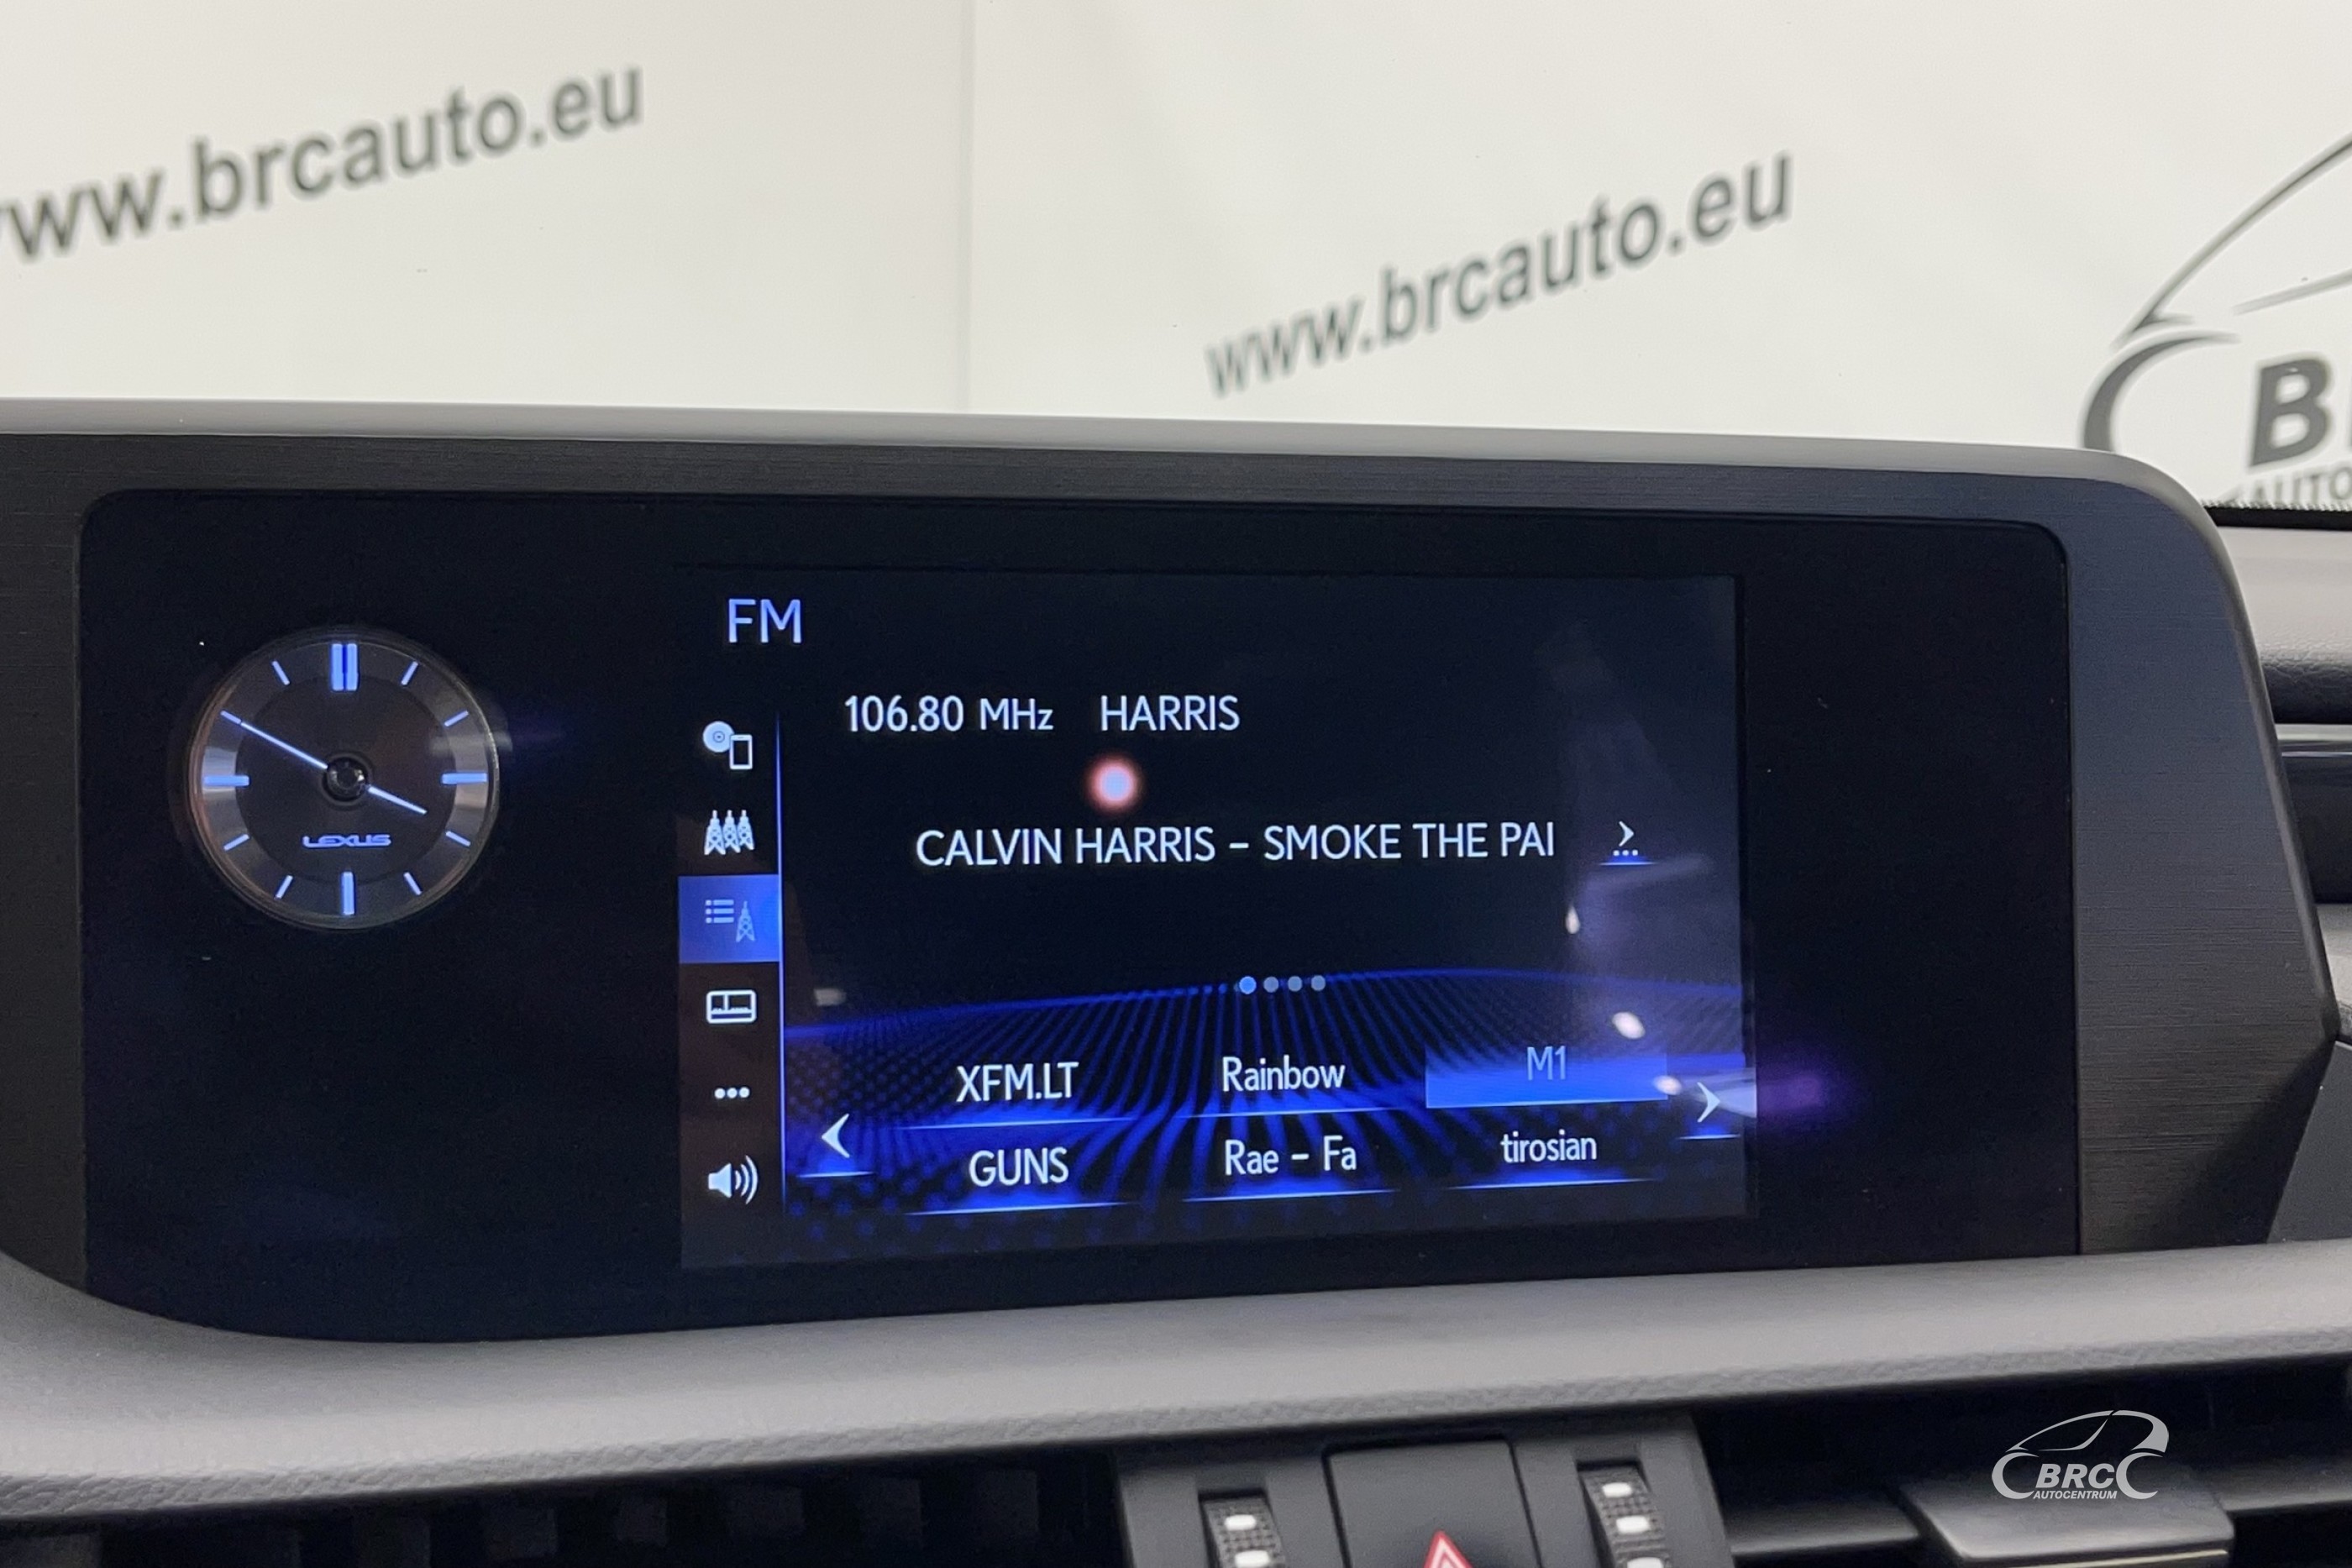 www.brcauto.eu
www.brcauto.eu
FM
106.80 MHz HARRIS
CALVIN HARRIS – SMOKE THE PAI
LEXUS
XFM.LT Rainbow M1
GUNS Rae – Fa tirosian
BRC
AUTOCENTRUM